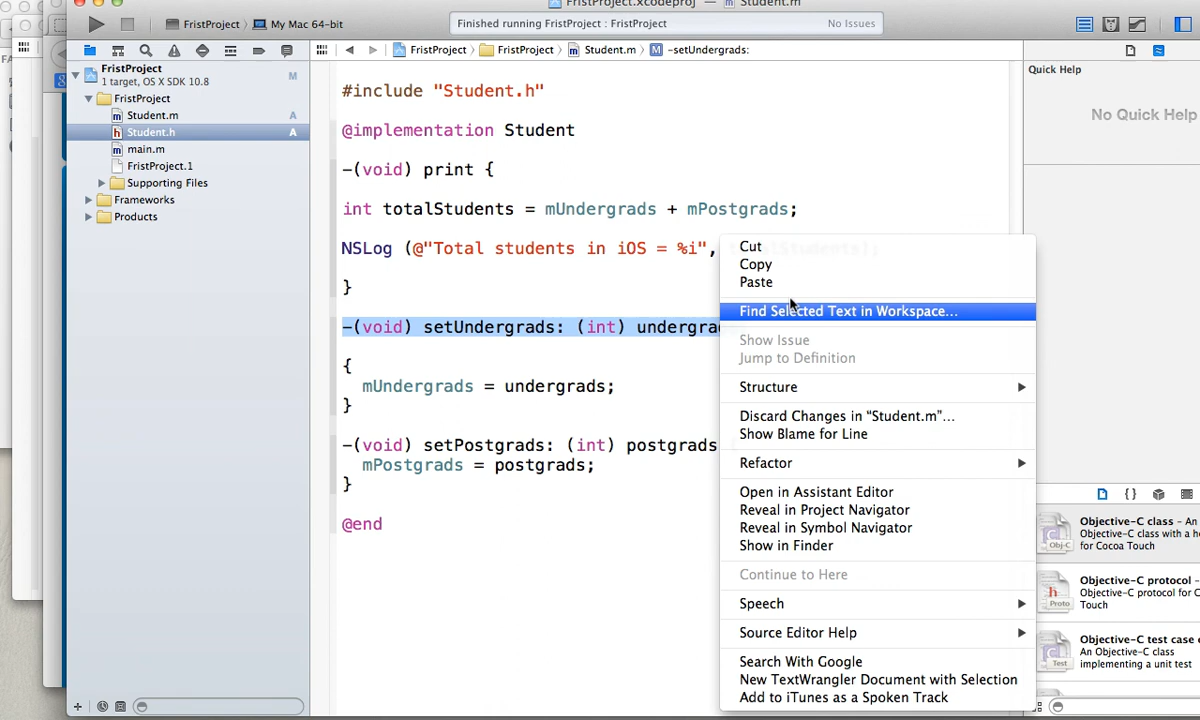 FristProject.xcodeproj — Student.m
FristProject My Mac 64-bit
Finished running FristProject : FristProject No Issues
FristProject FristProject Student.m M -setUndergrads:
FristProject
1 target, OS X SDK 10.8 M
FristProject
m Student.m A
h Student.h A
m main.m
FristProject.1
Supporting Files
Frameworks
Products
#include "Student.h"
@implementation Student
-(void) print {
int totalStudents = mUndergrads + mPostgrads;
NSLog (@"Total students in iOS = %i",
}
-(void) setUndergrads: (int) undergra
{
mUndergrads = undergrads;
}
-(void) setPostgrads: (int) postgrads
mPostgrads = postgrads;
}
@end
Cut
Copy
Paste
Find Selected Text in Workspace...
Show Issue
Jump to Definition
Structure
Discard Changes in “Student.m”...
Show Blame for Line
Refactor
Open in Assistant Editor
Reveal in Project Navigator
Reveal in Symbol Navigator
Show in Finder
Continue to Here
Speech
Source Editor Help
Search With Google
New TextWrangler Document with Selection
Add to iTunes as a Spoken Track
Quick Help
No Quick Help
{ }
Objective-C class – An
Objective-C class with a h
for Cocoa Touch
Obj-C
Objective-C protocol –
Objective-C protocol for C
Touch
h
Proto
Objective-C test case
An Objective-C class
implementing a unit test
Test